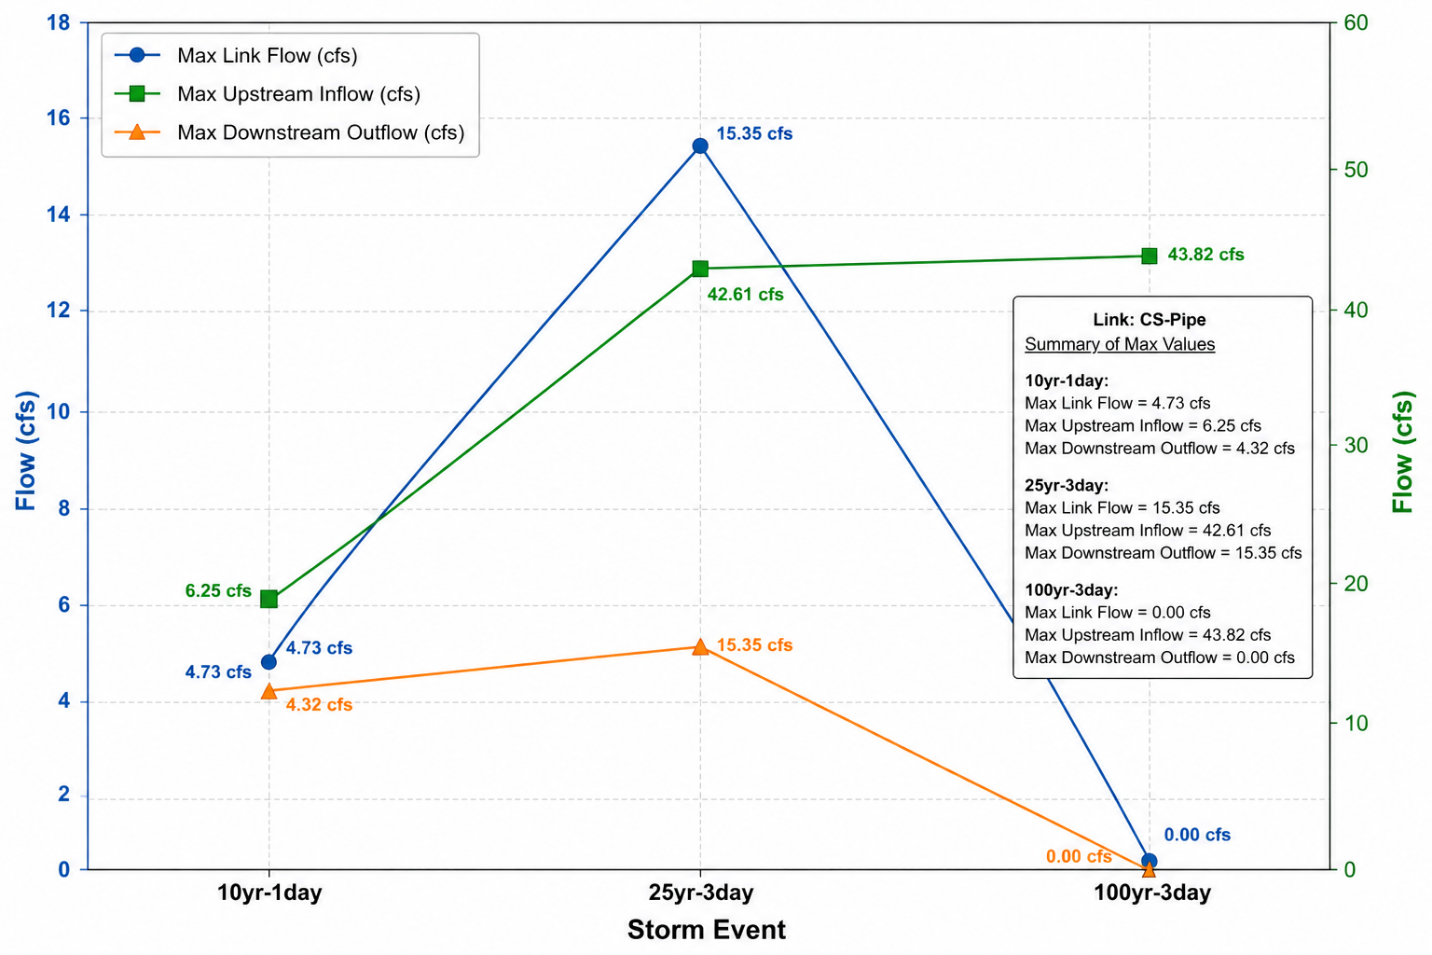 18
16
14
12
10
8
6
4
2
0
Flow (cfs)
Max Link Flow (cfs)
Max Upstream Inflow (cfs)
Max Downstream Outflow (cfs)
15.35 cfs
42.61 cfs
43.82 cfs
6.25 cfs
4.73 cfs
4.73 cfs
4.32 cfs
15.35 cfs
0.00 cfs
0.00 cfs
Link: CS-Pipe
Summary of Max Values
10yr-1day:
Max Link Flow = 4.73 cfs
Max Upstream Inflow = 6.25 cfs
Max Downstream Outflow = 4.32 cfs
25yr-3day:
Max Link Flow = 15.35 cfs
Max Upstream Inflow = 42.61 cfs
Max Downstream Outflow = 15.35 cfs
100yr-3day:
Max Link Flow = 0.00 cfs
Max Upstream Inflow = 43.82 cfs
Max Downstream Outflow = 0.00 cfs
60
50
40
30
20
10
0
Flow (cfs)
10yr-1day
25yr-3day
100yr-3day
Storm Event